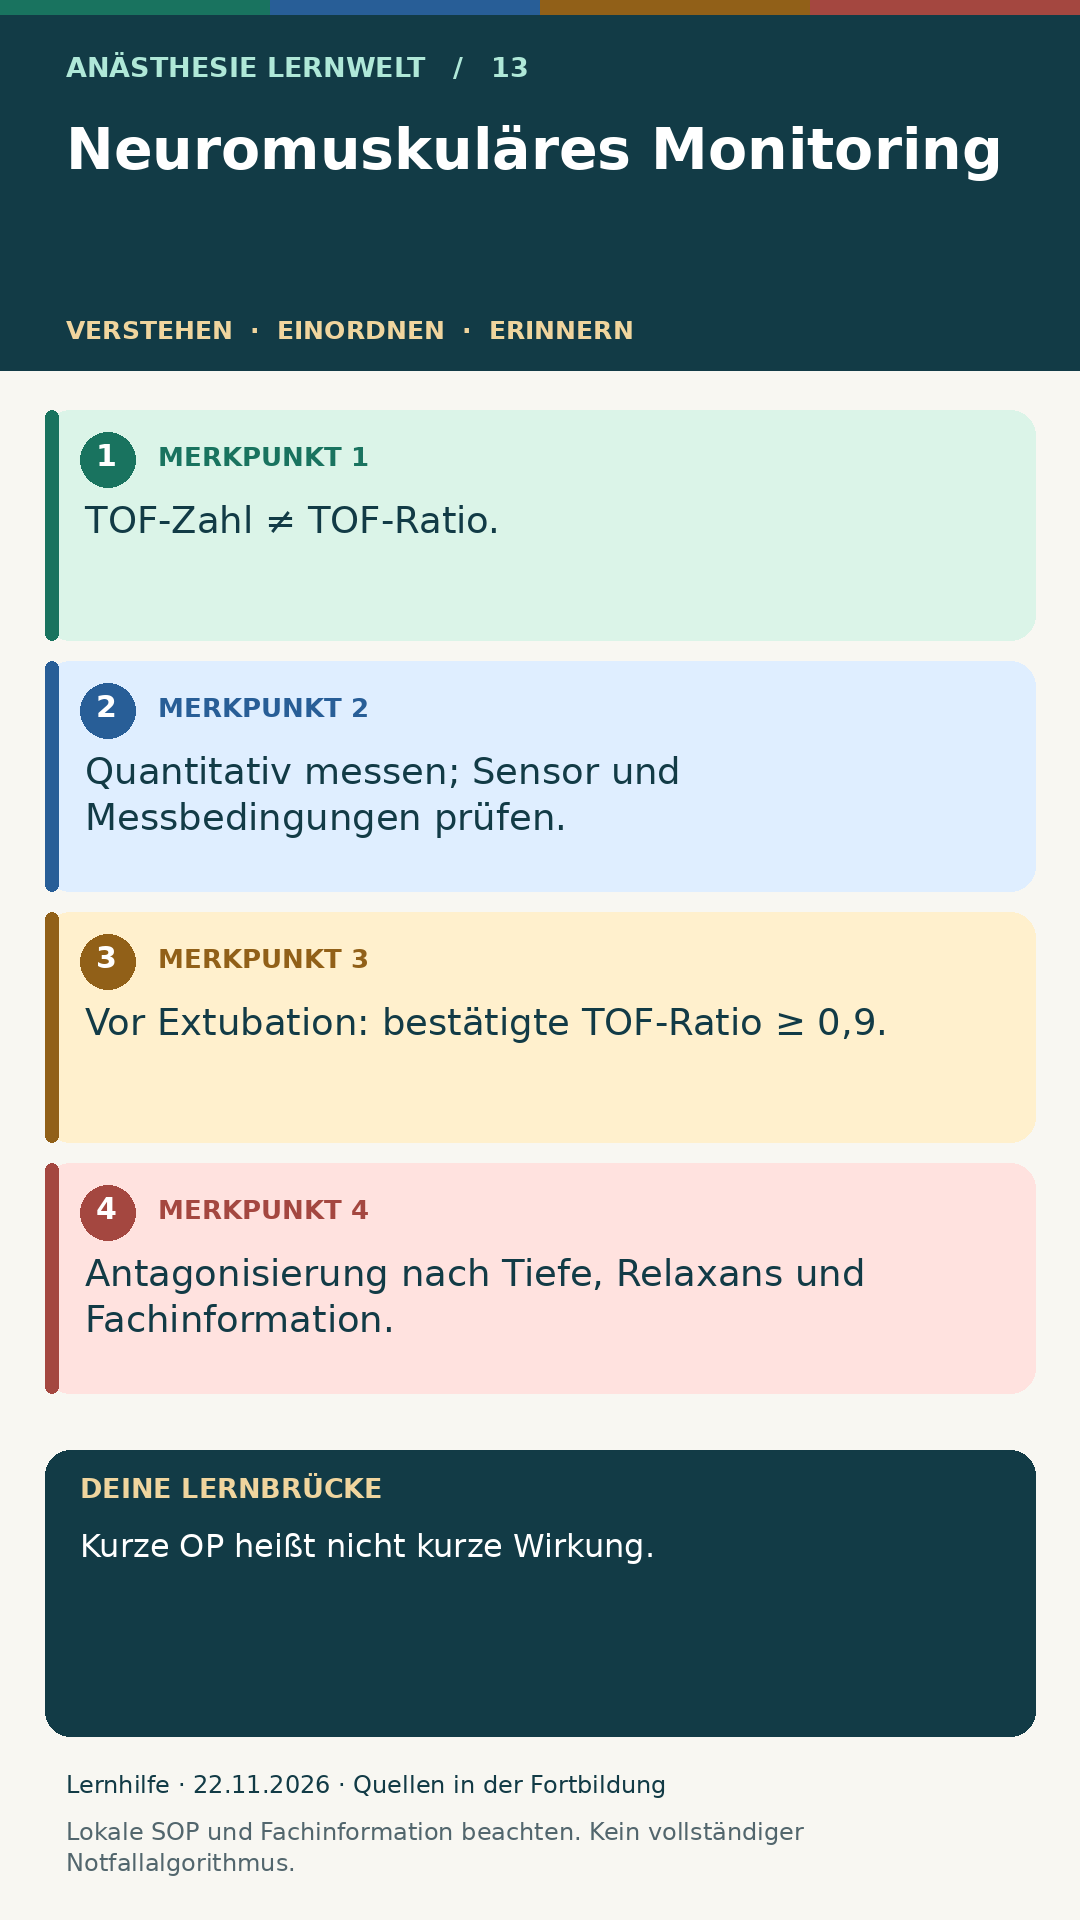 ANÄSTHESIE LERNWELT / 13
Neuromuskuläres Monitoring
VERSTEHEN · EINORDNEN · ERINNERN
1 MERKPUNKT 1
TOF-Zahl ≠ TOF-Ratio.
2 MERKPUNKT 2
Quantitativ messen; Sensor und
Messbedingungen prüfen.
3 MERKPUNKT 3
Vor Extubation: bestätigte TOF-Ratio ≥ 0,9.
4 MERKPUNKT 4
Antagonisierung nach Tiefe, Relaxans und
Fachinformation.
DEINE LERNBRÜCKE
Kurze OP heißt nicht kurze Wirkung.
Lernhilfe · 22.11.2026 · Quellen in der Fortbildung
Lokale SOP und Fachinformation beachten. Kein vollständiger
Notfallalgorithmus.